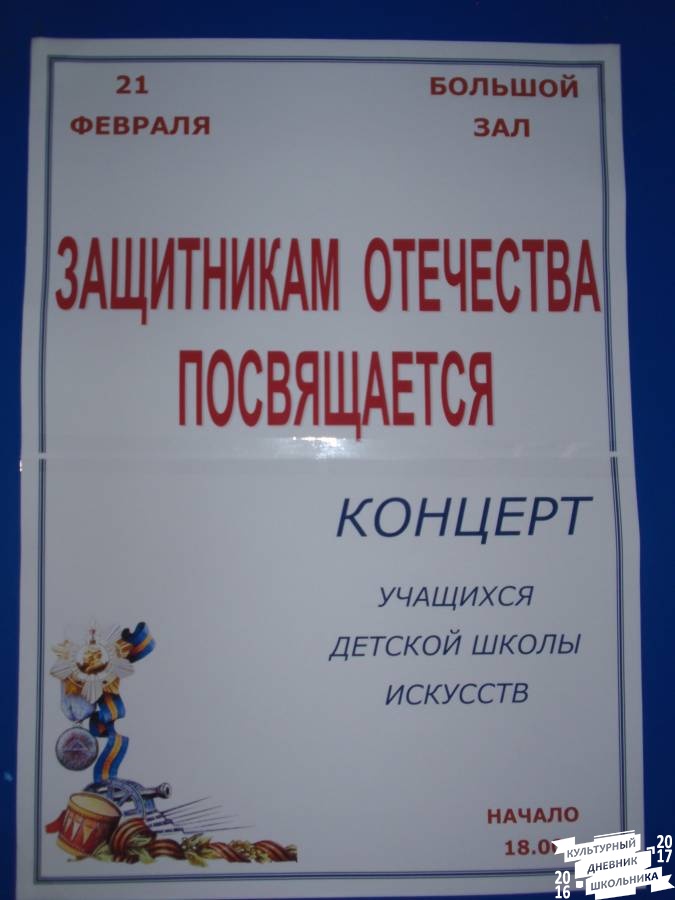 21
ФЕВРАЛЯ
БОЛЬШОЙ
ЗАЛ
ЗАЩИТНИКАМ ОТЕЧЕСТВА
ПОСВЯЩАЕТСЯ
КОНЦЕРТ
УЧАЩИХСЯ
ДЕТСКОЙ ШКОЛЫ
ИСКУССТВ
НАЧАЛО
КУЛЬТУРНЫЙ
ДНЕВНИК
ШКОЛЬНИКА
2016
2017